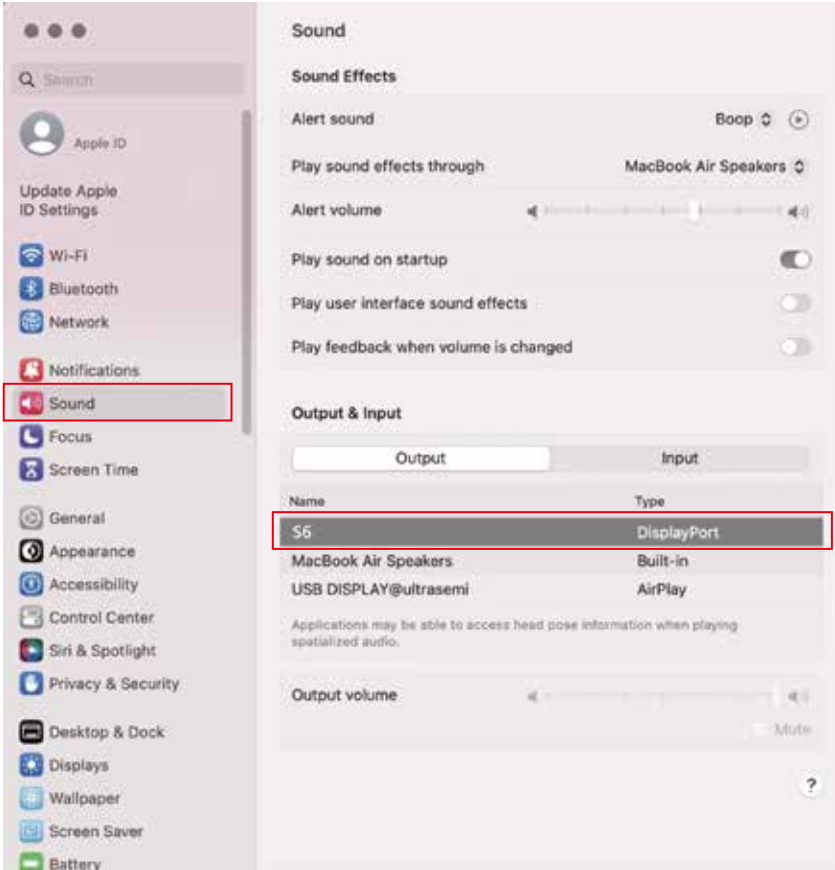 Search
Apple ID
Update Apple
ID Settings
Wi-Fi
Bluetooth
Network
Notifications
Sound
Focus
Screen Time
General
Appearance
Accessibility
Control Center
Siri & Spotlight
Privacy & Security
Desktop & Dock
Displays
Wallpaper
Screen Saver
Battery
Sound
Sound Effects
Alert sound
Boop
Play sound effects through
MacBook Air Speakers
Alert volume
Play sound on startup
Play user interface sound effects
Play feedback when volume is changed
Output & Input
Output Input
Name Type
S6 DisplayPort
MacBook Air Speakers Built-in
USB DISPLAY@ultrasemi AirPlay
Applications may be able to access head pose information when playing
spatialized audio.
Output volume
Mute
?